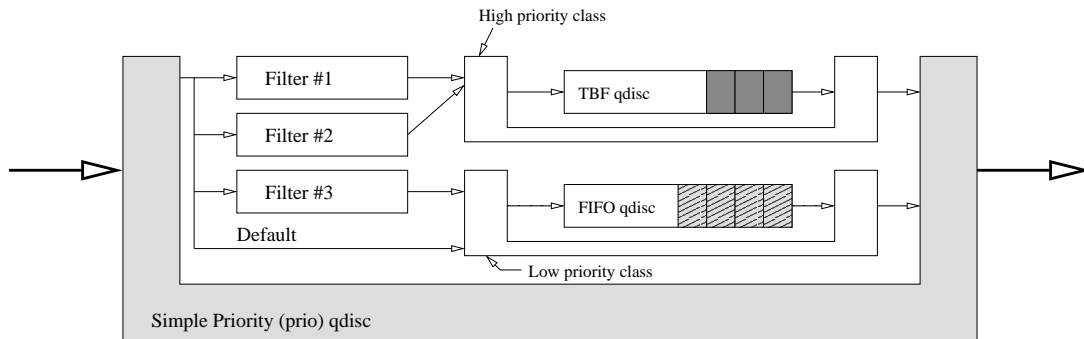 High priority class
Filter #1
TBF qdisc
Filter #2
Filter #3
FIFO qdisc
Default
Low priority class
Simple Priority (prio) qdisc